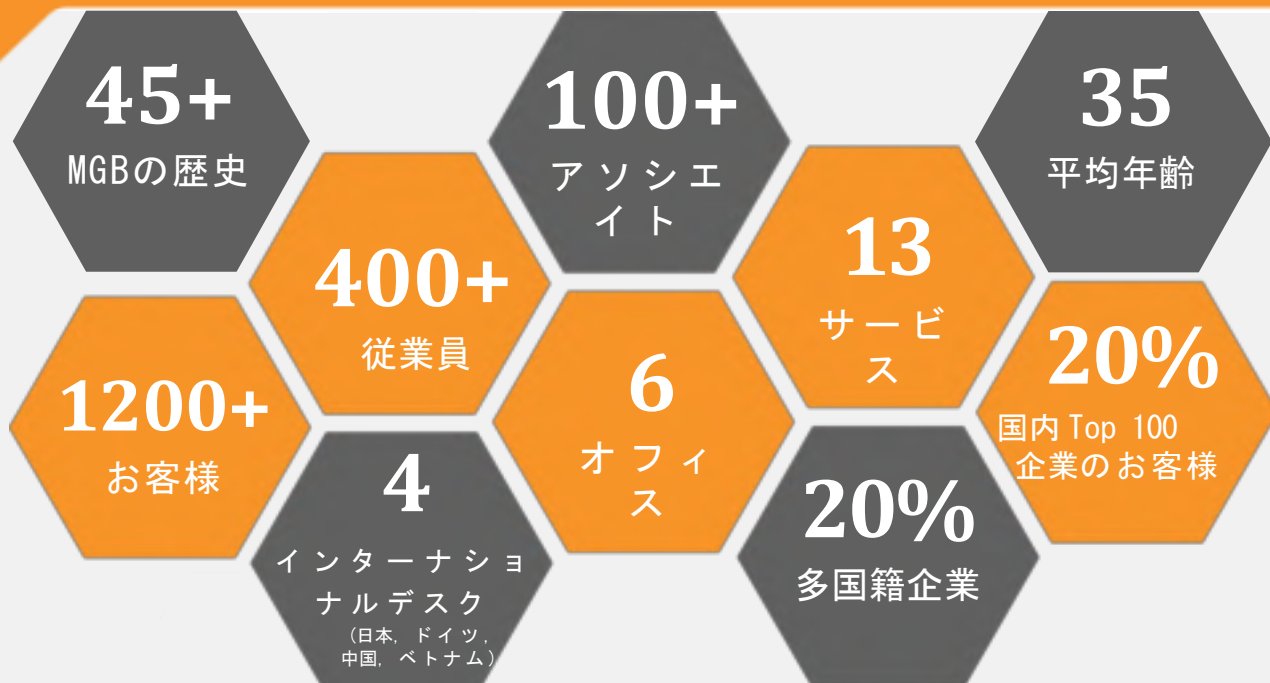 45+
MGBの歴史
100+
アソシエ
イト
35
平均年齢
400+
従業員
13
サービ
ス
1200+
お客様
6
オフィ
ス
20%
国内 Top 100
企業のお客様
4
インターナショ
ナルデスク
(日本, ドイツ,
中国, ベトナム)
20%
多国籍企業